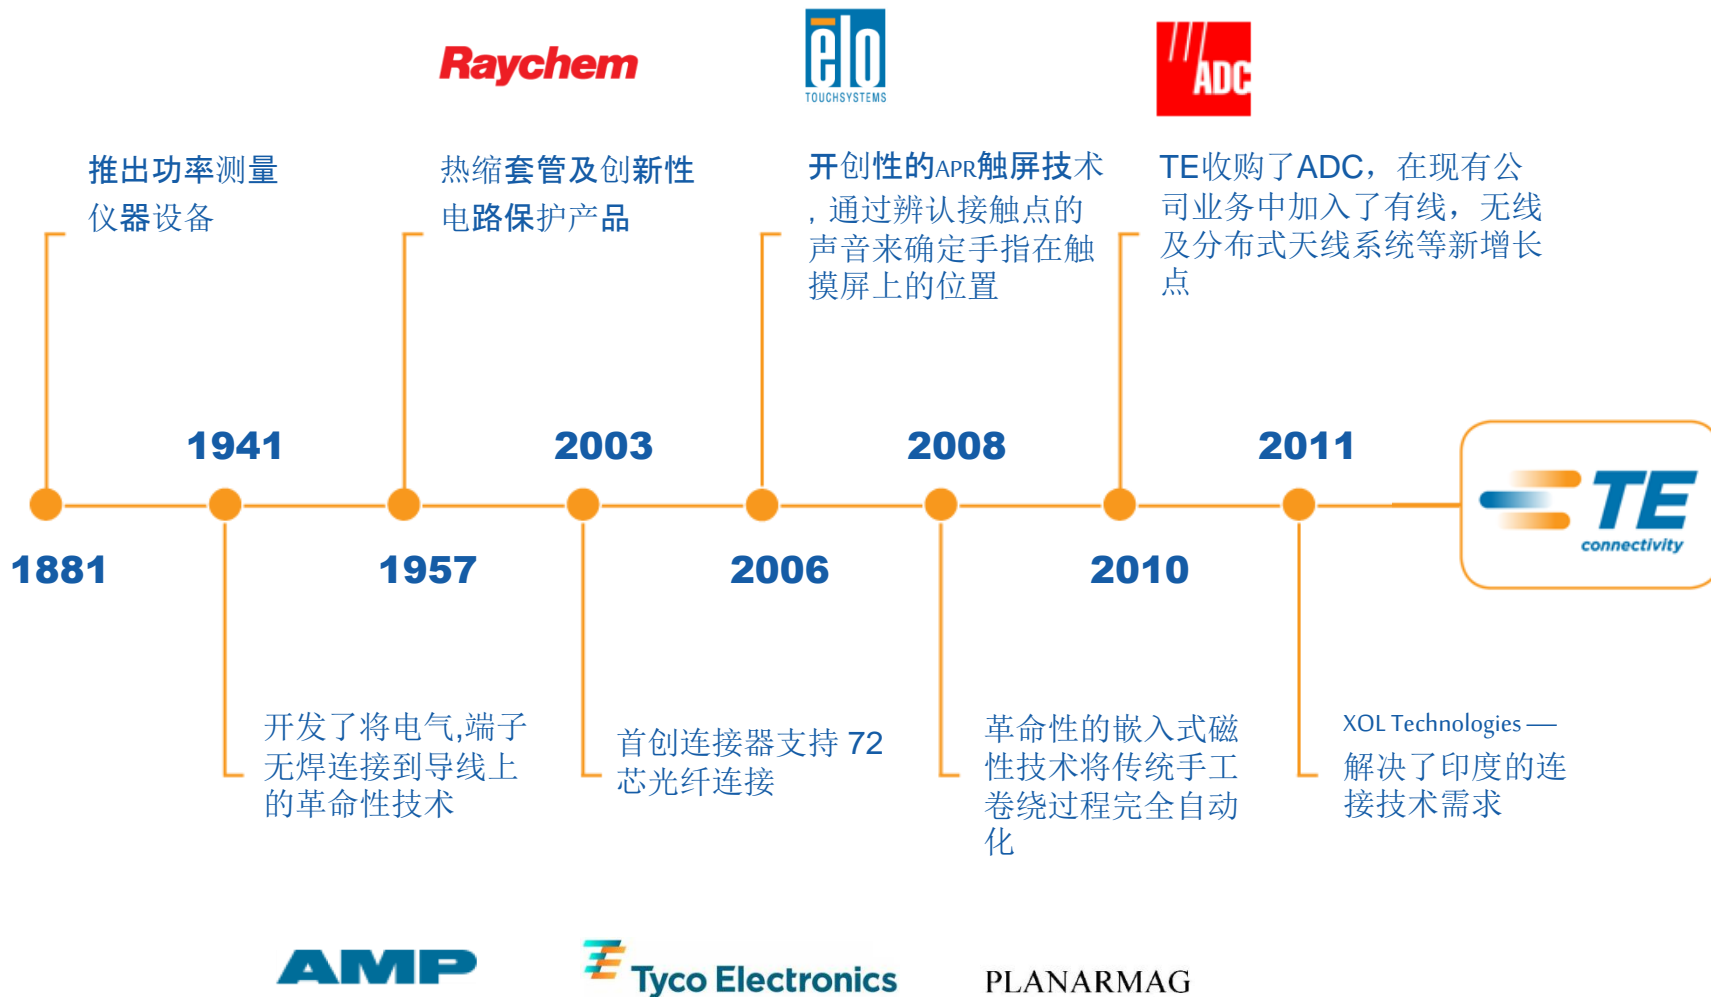 Raychem
elo
TOUCHSYSTEMS
ADC
推出功率测量
仪器设备
热缩套管及创新性
电路保护产品
开创性的APR触屏技术
，通过辨认接触点的
声音来确定手指在触
摸屏上的位置
TE收购了ADC，在现有公
司业务中加入了有线，无线
及分布式天线系统等新增长
点
1941
2003
2008
2011
TE
connectivity
1881
1957
2006
2010
开发了将电气,端子
无焊连接到导线上
的革命性技术
首创连接器支持 72
芯光纤连接
革命性的嵌入式磁
性技术将传统手工
卷绕过程完全自动
化
XOL Technologies —
解决了印度的连
接技术需求
AMP
TE Tyco Electronics
PLANARMAG